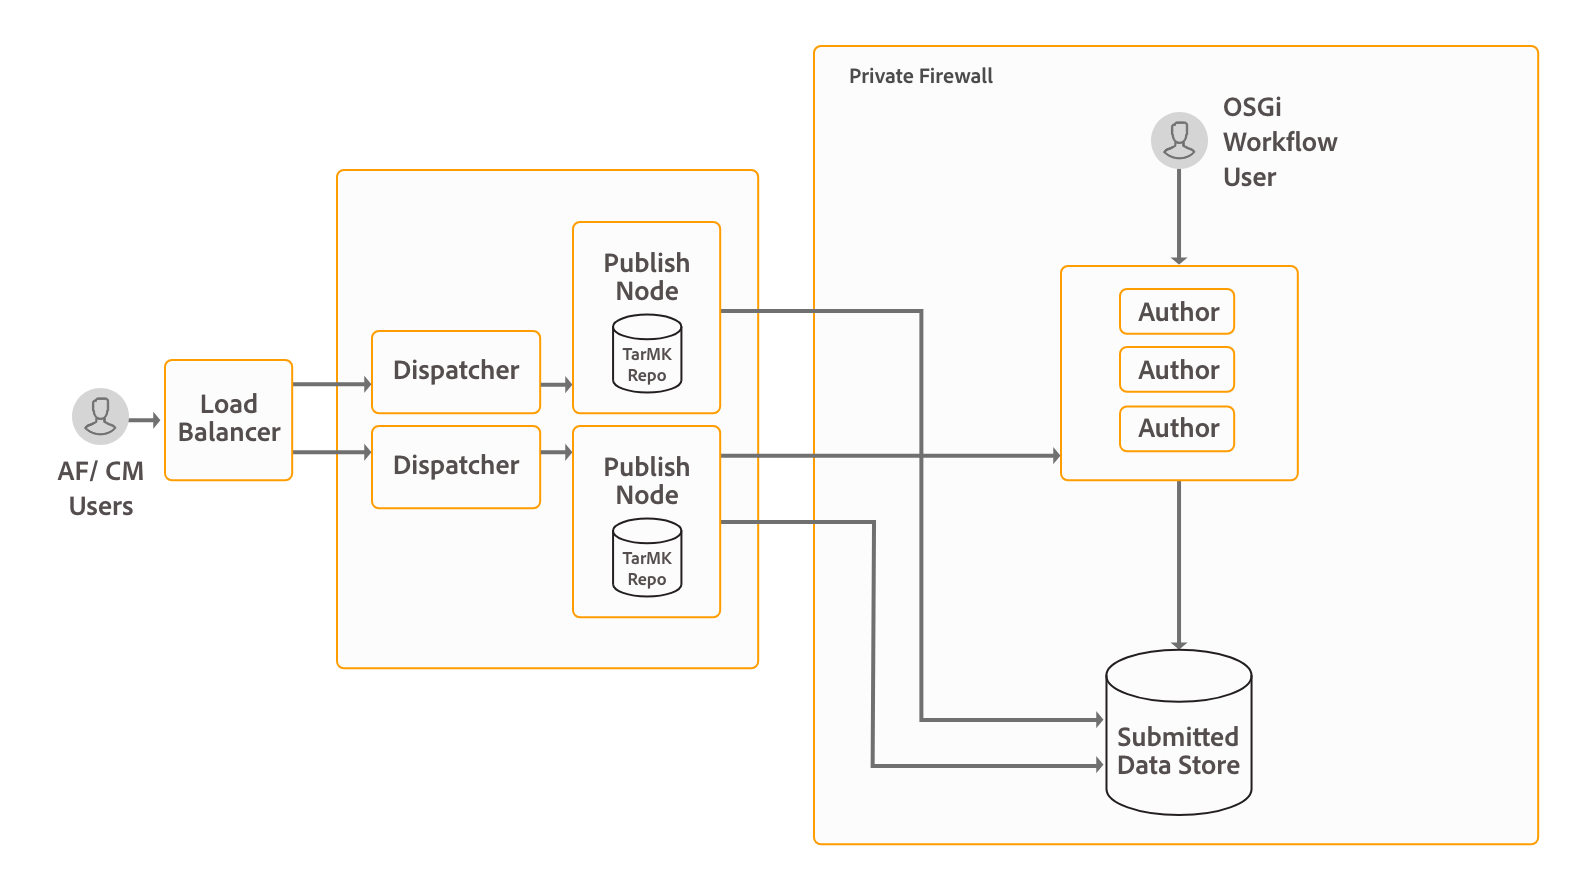 Private Firewall
OSGi
Workflow
User
Publish
Node
TarMK
Repo
Author
Author
Author
Dispatcher
Dispatcher
Load
Balancer
AF/ CM
Users
Publish
Node
TarMK
Repo
Submitted
Data Store